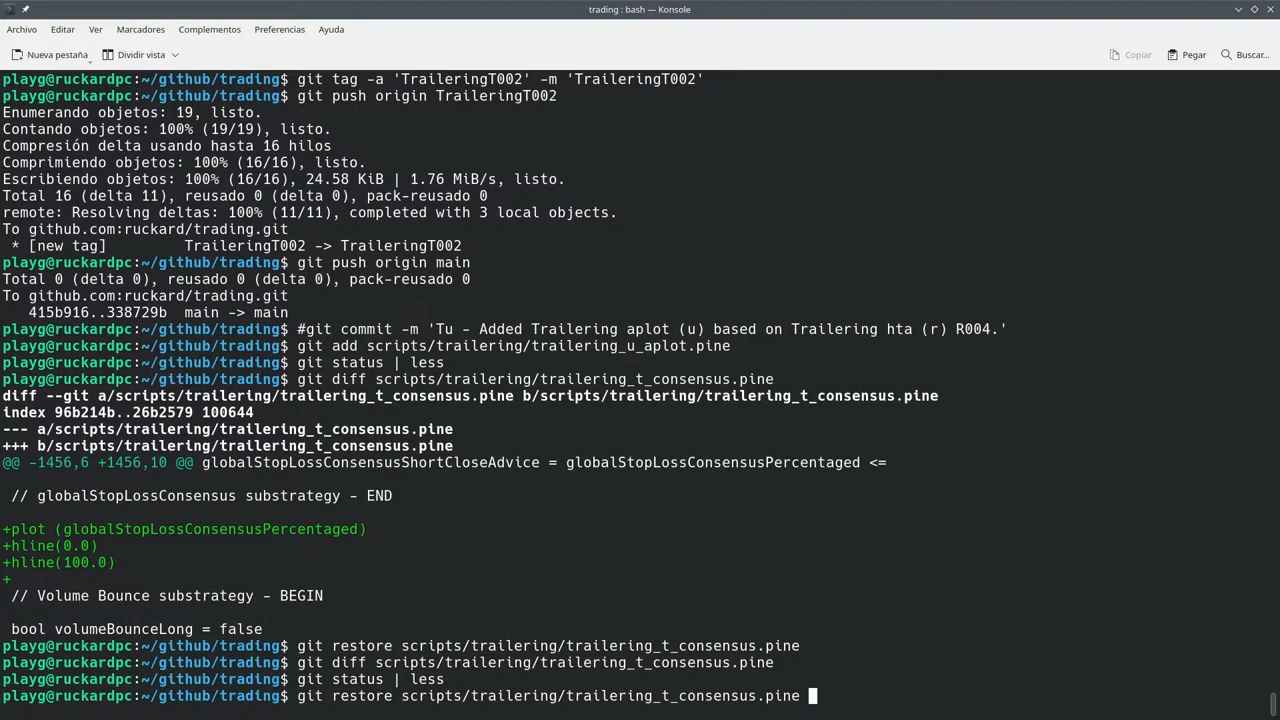 trading : bash — Konsole
Archivo Editar Ver Marcadores Complementos Preferencias Ayuda
Nueva pestaña Dividir vista Copiar Pegar Buscar...
playg@ruckardpc:~/github/trading$ git tag -a 'TraileringT002' -m 'TraileringT002'
playg@ruckardpc:~/github/trading$ git push origin TraileringT002
Enumerando objetos: 19, listo.
Contando objetos: 100% (19/19), listo.
Compresión delta usando hasta 16 hilos
Comprimiendo objetos: 100% (16/16), listo.
Escribiendo objetos: 100% (16/16), 24.58 KiB | 1.76 MiB/s, listo.
Total 16 (delta 11), reusado 0 (delta 0), pack-reusado 0
remote: Resolving deltas: 100% (11/11), completed with 3 local objects.
To github.com:ruckard/trading.git
 * [new tag]         TraileringT002 -> TraileringT002
playg@ruckardpc:~/github/trading$ git push origin main
Total 0 (delta 0), reusado 0 (delta 0), pack-reusado 0
To github.com:ruckard/trading.git
   415b916..338729b  main -> main
playg@ruckardpc:~/github/trading$ #git commit -m 'Tu - Added Trailering aplot (u) based on Trailering hta (r) R004.'
playg@ruckardpc:~/github/trading$ git add scripts/trailering/trailering_u_aplot.pine
playg@ruckardpc:~/github/trading$ git status | less
playg@ruckardpc:~/github/trading$ git diff scripts/trailering/trailering_t_consensus.pine
diff --git a/scripts/trailering/trailering_t_consensus.pine b/scripts/trailering/trailering_t_consensus.pine
index 96b214b..26b2579 100644
--- a/scripts/trailering/trailering_t_consensus.pine
+++ b/scripts/trailering/trailering_t_consensus.pine
@@ -1456,6 +1456,10 @@ globalStopLossConsensusShortCloseAdvice = globalStopLossConsensusPercentaged <=
 // globalStopLossConsensus substrategy - END
+plot (globalStopLossConsensusPercentaged)
+hline(0.0)
+hline(100.0)
+
 // Volume Bounce substrategy - BEGIN
 bool volumeBounceLong = false
playg@ruckardpc:~/github/trading$ git restore scripts/trailering/trailering_t_consensus.pine
playg@ruckardpc:~/github/trading$ git diff scripts/trailering/trailering_t_consensus.pine
playg@ruckardpc:~/github/trading$ git status | less
playg@ruckardpc:~/github/trading$ git restore scripts/trailering/trailering_t_consensus.pine